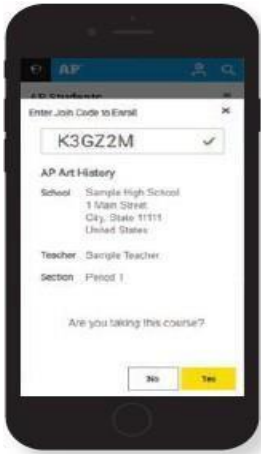 AP
AP Students
Enter Join Code to Enroll
K3GZ2M
AP Art History
School Sample High School
1 Main Street
City, State 11111
United States
Teacher Sample Teacher
Section Period 1
Are you taking this course?
No Yes